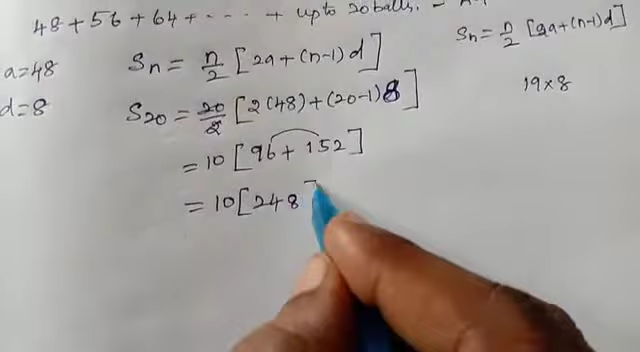 48 + 56 + 64 + ..... + upto 20 balls. -
Sn = n/2 [2a + (n-1) d]
a = 48
Sn = n/2 [2a + (n-1) d]
d = 8
S20 = 20/2 [2(48) + (20-1)8]
19 × 8
= 10 [96 + 152]
= 10 [248]